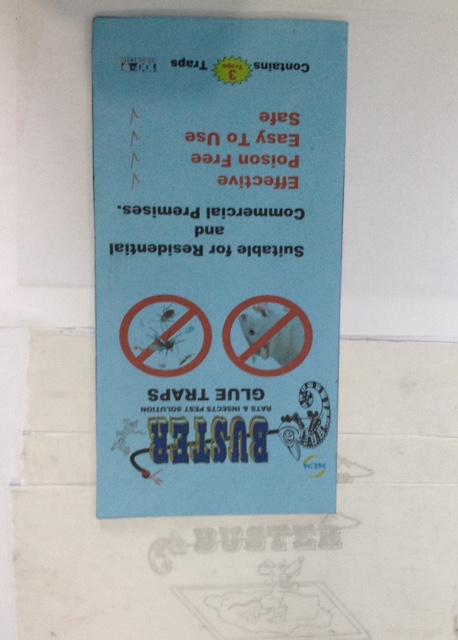 BUSTER
RATS & INSECTS PEST SOLUTION
GLUE TRAPS
Suitable for Residential
and
Commercial Premises.
Effective
Poison Free
Easy To Use
Safe
Contains 3 Traps Traps
BUSTER